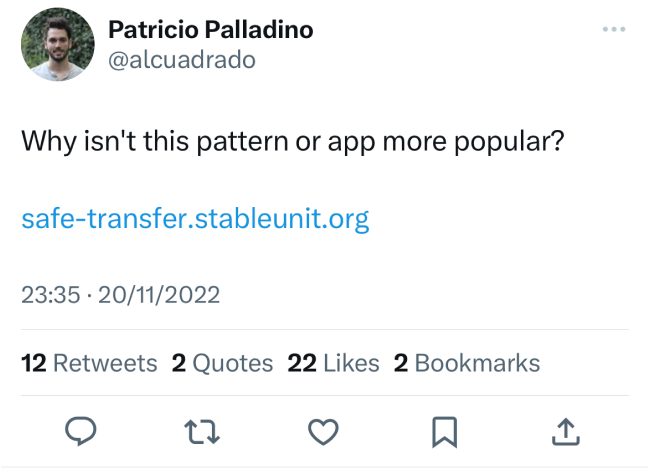 Patricio Palladino
@alcuadrado
Why isn't this pattern or app more popular?
safe-transfer.stableunit.org
23:35 · 20/11/2022
12 Retweets 2 Quotes 22 Likes 2 Bookmarks